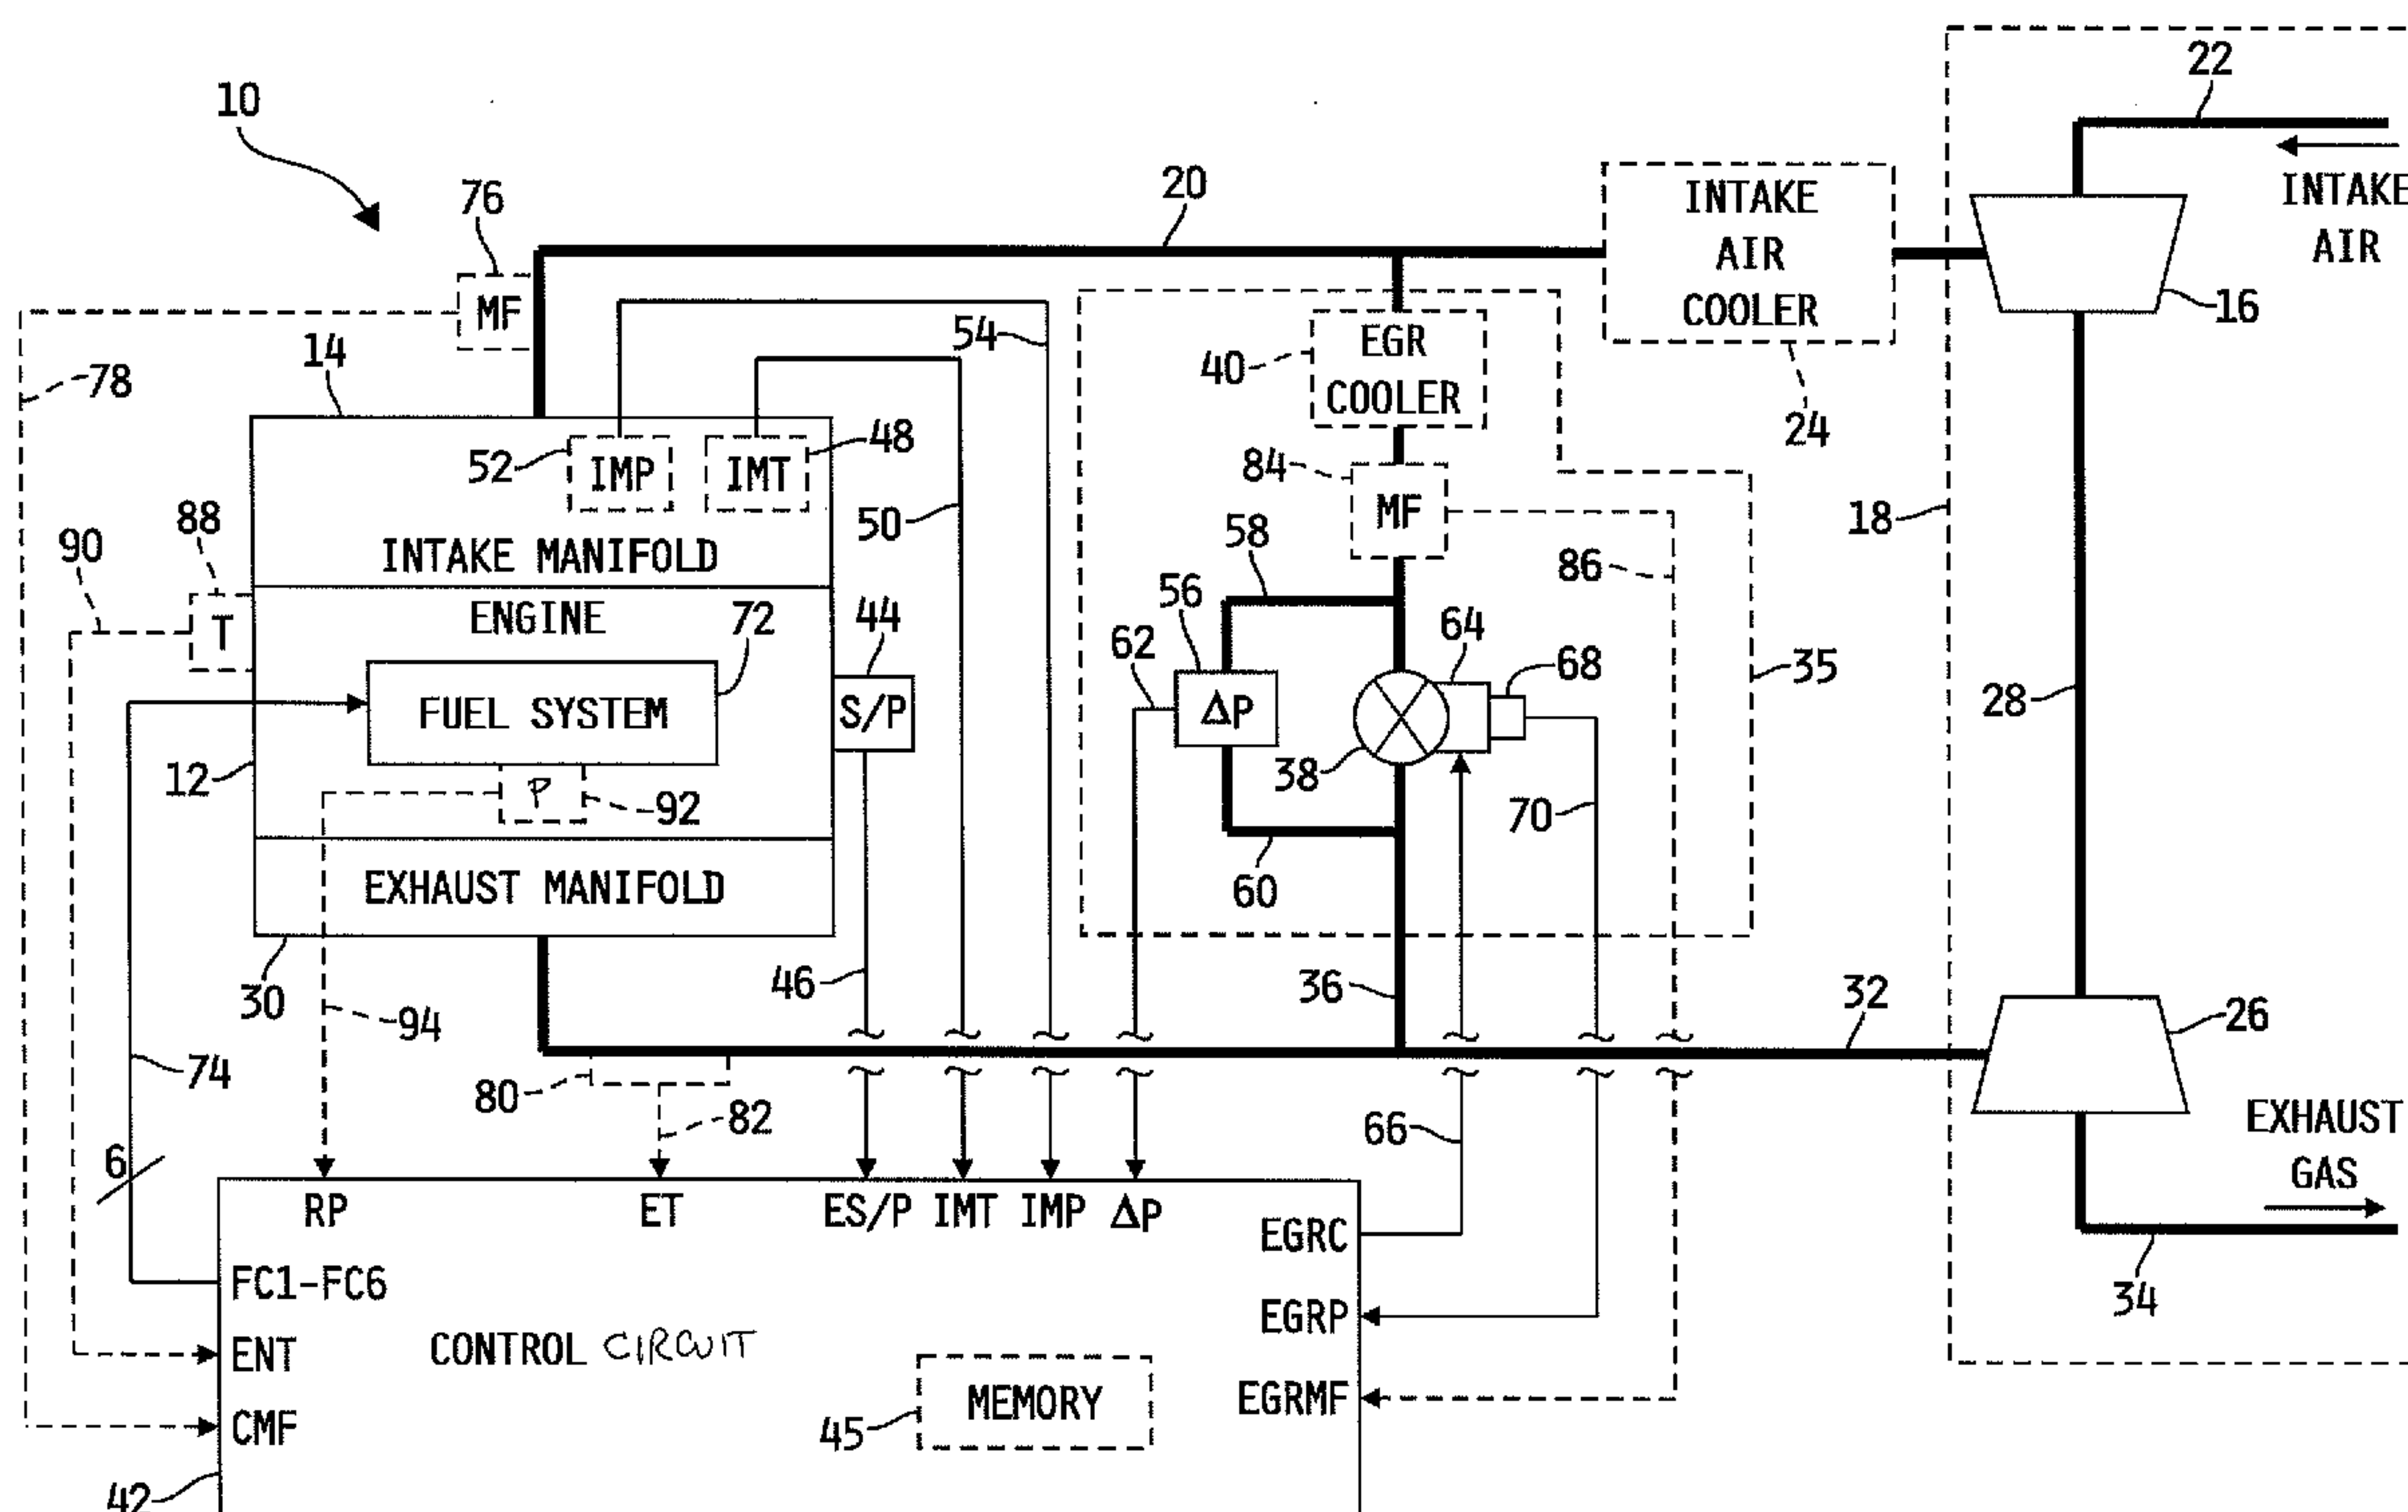 22
10
INTAKE
AIR
20
76
INTAKE
AIR
COOLER
16
MF
54
EGR
COOLER
40
14
78
24
52
IMP
IMT
48
84
MF
50
18
88
90
INTAKE MANIFOLD
58
86
56
ENGINE
72
44
62
64
68
35
T
FUEL SYSTEM
S/P
ΔP
28
12
38
P
92
70
EXHAUST MANIFOLD
60
30
46
36
32
94
26
74
80
82
66
EXHAUST
GAS
6
RP
ET
ES/P
IMT
IMP
ΔP
EGRC
FC1-FC6
EGRP
34
ENT
CONTROL CIRCUIT
MEMORY
EGRMF
CMF
45
42